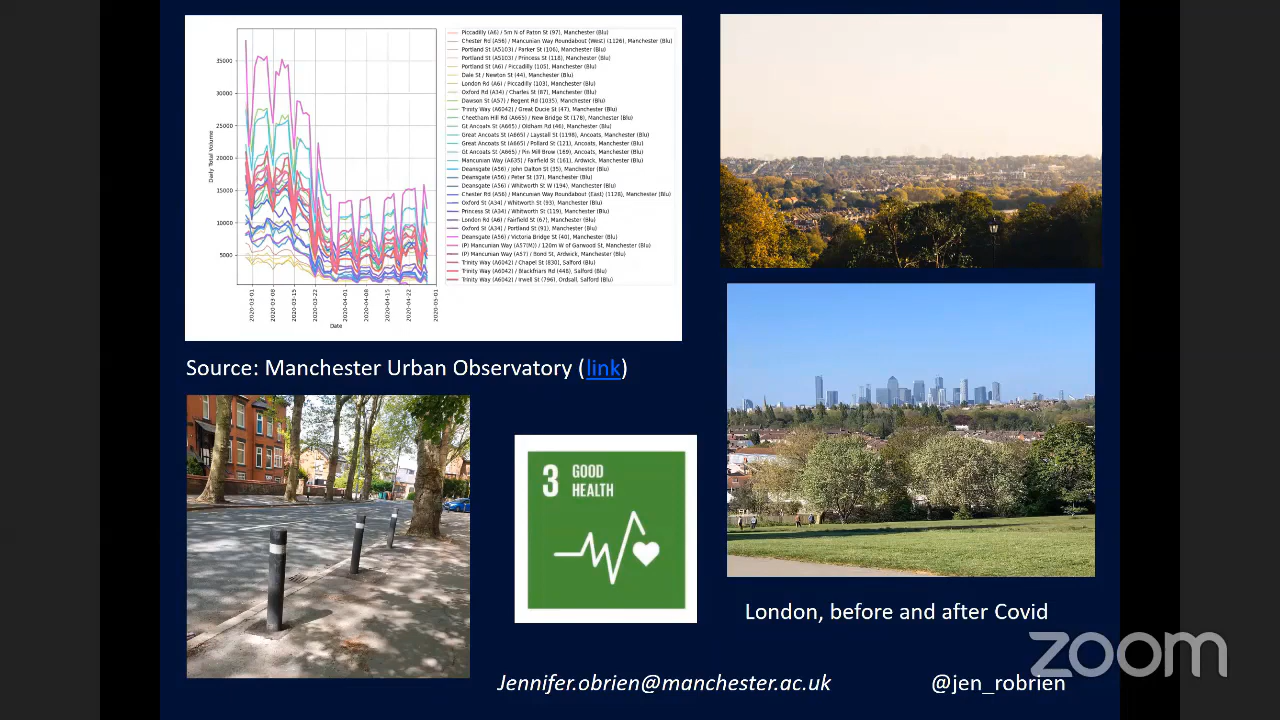 Piccadilly (A6) / 5m N of Paton St (97), Manchester (Blu)
Chester Rd (A56) / Mancunian Way Roundabout (West) (1126), Manchester (Blu)
Portland St (A5103) / Parker St (106), Manchester (Blu)
Portland St (A5103) / Princess St (118), Manchester (Blu)
Portland St (A6) / Piccadilly (105), Manchester (Blu)
Dale St / Newton St (44), Manchester (Blu)
London Rd (A6) / Piccadilly (103), Manchester (Blu)
Oxford Rd (A34) / Charles St (87), Manchester (Blu)
Dawson St (A57) / Regent Rd (1035), Manchester (Blu)
Trinity Way (A6042) / Great Ducie St (47), Manchester (Blu)
Cheetham Hill Rd (A665) / New Bridge St (178), Manchester (Blu)
Gt Ancoats St (A665) / Oldham Rd (46), Manchester (Blu)
Great Ancoats St (A665) / Laystall St (1198), Ancoats, Manchester (Blu)
Great Ancoats St (A665) / Pollard St (121), Ancoats, Manchester (Blu)
Gt Ancoats St (A665) / Pin Mill Brow (169), Ancoats, Manchester (Blu)
Mancunian Way (A635) / Fairfield St (161), Ardwick, Manchester (Blu)
Deansgate (A56) / John Dalton St (35), Manchester (Blu)
Deansgate (A56) / Peter St (37), Manchester (Blu)
Deansgate (A56) / Whitworth St W (194), Manchester (Blu)
Chester Rd (A56) / Mancunian Way Roundabout (East) (1128), Manchester (Blu)
Oxford St (A34) / Whitworth St (93), Manchester (Blu)
Princess St (A34) / Whitworth St (119), Manchester (Blu)
London Rd (A6) / Fairfield St (67), Manchester (Blu)
Oxford St (A34) / Portland St (91), Manchester (Blu)
Deansgate (A56) / Victoria Bridge St (40), Manchester (Blu)
(P) Mancunian Way (A57(M)) / 120m W of Garwood St, Manchester (Blu)
(P) Mancunian Way (A57) / Bond St, Ardwick, Manchester (Blu)
Trinity Way (A6042) / Chapel St (830), Salford (Blu)
Trinity Way (A6042) / Blackfriars Rd (448), Salford (Blu)
Trinity Way (A6042) / Irwell St (796), Ordsall, Salford (Blu)
35000
30000
25000
20000
15000
10000
5000
Daily Total Volume
2020-03-01
2020-03-08
2020-03-15
2020-03-22
2020-04-01
2020-04-08
2020-04-15
2020-04-22
2020-05-01
Date
Source: Manchester Urban Observatory (link)
3 GOOD
HEALTH
London, before and after Covid
zoom
Jennifer.obrien@manchester.ac.uk
@jen_robrien